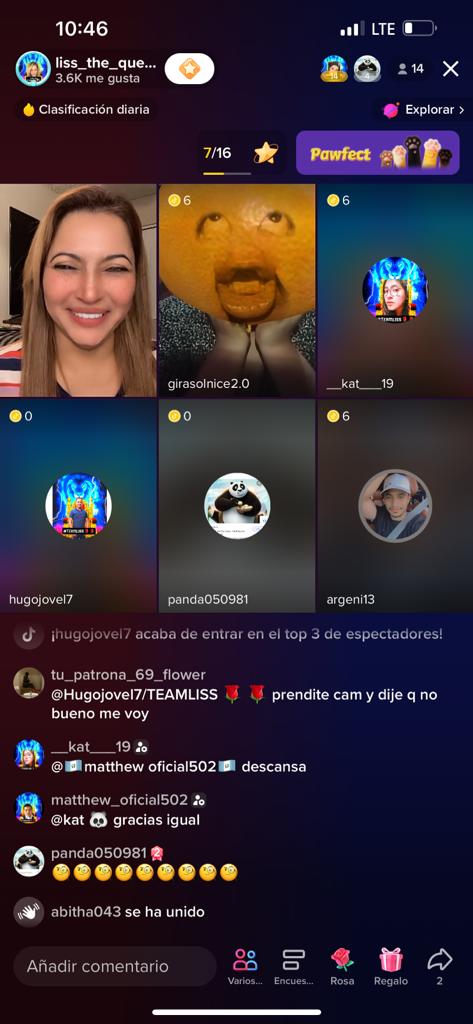 10:46
LTE
liss_the_que...
3.6K me gusta
14
4
14
Clasificación diaria
Explorar >
7/16
Pawfect
6
6
girasolnice2.0
__kat___19
0
0
6
#TEAMLISS
hugojovel7
panda050981
argeni13
¡hugojovel7 acaba de entrar en el top 3 de espectadores!
tu_patrona_69_flower
@Hugojovel7/TEAMLISS 🌹 🌹 prendite cam y dije q no
bueno me voy
__kat___19
@🇬🇹matthew oficial502🇬🇹 descansa
matthew_oficial502
@kat 🐼 gracias igual
panda050981 2
🧐🧐🧐🧐🧐🧐🧐🧐🧐
abitha043 se ha unido
Añadir comentario
Varios...
Encues...
Rosa
Regalo
2